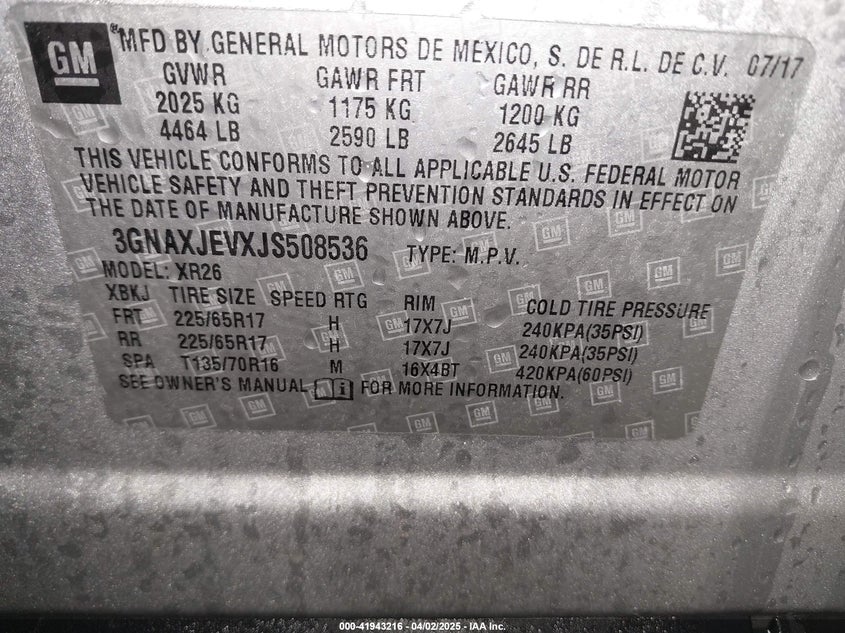 GM
®MFD BY GENERAL MOTORS DE MEXICO, S. DE R.L. DE C.V. 07/17
GVWR GAWR FRT GAWR RR
2025 KG 1175 KG 1200 KG
4464 LB 2590 LB 2645 LB
THIS VEHICLE CONFORMS TO ALL APPLICABLE U.S. FEDERAL MOTOR
VEHICLE SAFETY AND THEFT PREVENTION STANDARDS IN EFFECT ON
THE DATE OF MANUFACTURE SHOWN ABOVE.
3GNAXJEVXJS508536 TYPE: M.P.V.
MODEL: XR26
XBKJ TIRE SIZE SPEED RTG RIM COLD TIRE PRESSURE
FRT 225/65R17 H 17X7J 240KPA(35PSI)
RR 225/65R17 H 17X7J 240KPA(35PSI)
SPA T135/70R16 M 16X4BT 420KPA(60PSI)
SEE OWNER'S MANUAL FOR MORE INFORMATION.
000-41943216 - 04/02/2025 - IAA Inc.